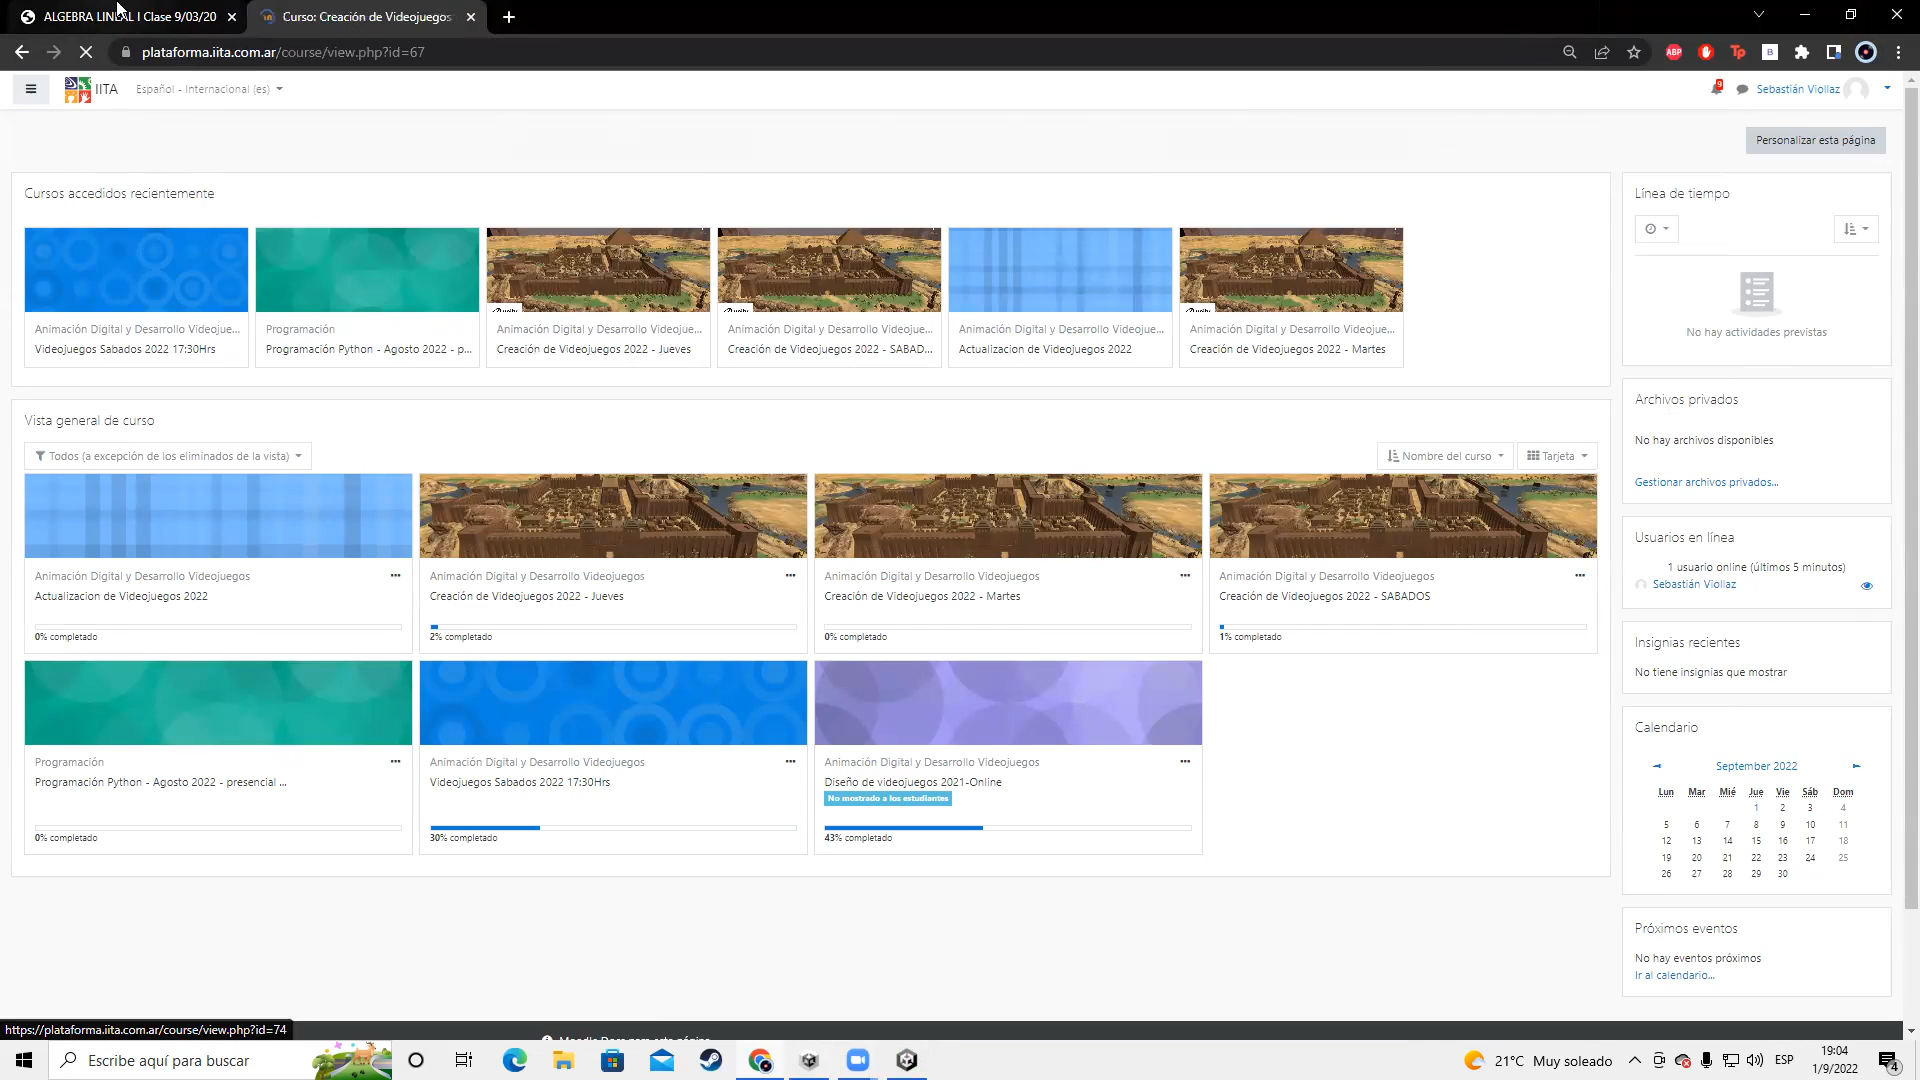 ALGEBRA LINEAL I Clase 9/03/20
Curso: Creación de Videojuegos
plataforma.iita.com.ar/course/view.php?id=67
IITA
Español - Internacional (es)
9
Sebastián Viollaz
Personalizar esta página
Cursos accedidos recientemente
Animación Digital y Desarrollo Videojue...
Videojuegos Sabados 2022 17:30Hrs
Programación
Programación Python - Agosto 2022 - p...
Animación Digital y Desarrollo Videojue...
Creación de Videojuegos 2022 - Jueves
Animación Digital y Desarrollo Videojue...
Creación de Videojuegos 2022 - SABAD...
Animación Digital y Desarrollo Videojue...
Actualizacion de Videojuegos 2022
Animación Digital y Desarrollo Videojue...
Creación de Videojuegos 2022 - Martes
Vista general de curso
Todos (a excepción de los eliminados de la vista)
Nombre del curso
Tarjeta
Animación Digital y Desarrollo Videojuegos
Actualizacion de Videojuegos 2022
0% completado
Animación Digital y Desarrollo Videojuegos
Creación de Videojuegos 2022 - Jueves
2% completado
Animación Digital y Desarrollo Videojuegos
Creación de Videojuegos 2022 - Martes
0% completado
Animación Digital y Desarrollo Videojuegos
Creación de Videojuegos 2022 - SABADOS
1% completado
Programación
Programación Python - Agosto 2022 - presencial ...
0% completado
Animación Digital y Desarrollo Videojuegos
Videojuegos Sabados 2022 17:30Hrs
30% completado
Animación Digital y Desarrollo Videojuegos
Diseño de videojuegos 2021-Online
No mostrado a los estudiantes
43% completado
Línea de tiempo
No hay actividades previstas
Archivos privados
No hay archivos disponibles
Gestionar archivos privados...
Usuarios en línea
1 usuario online (últimos 5 minutos)
Sebastián Viollaz
Insignias recientes
No tiene insignias que mostrar
Calendario
◄ September 2022 ►
Lun Mar Mié Jue Vie Sáb Dom
1 2 3 4
5 6 7 8 9 10 11
12 13 14 15 16 17 18
19 20 21 22 23 24 25
26 27 28 29 30
Próximos eventos
No hay eventos próximos
Ir al calendario...
https://plataforma.iita.com.ar/course/view.php?id=74
Escribe aquí para buscar
21°C Muy soleado
ESP
19:04
1/9/2022
4
ABP
Tp
B